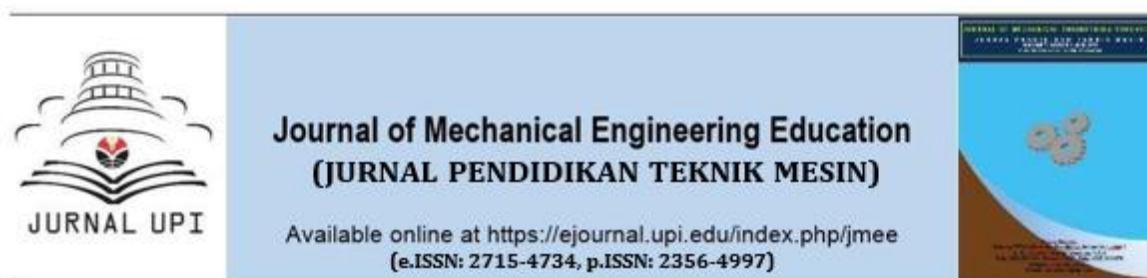 JURNAL UPI
Journal of Mechanical Engineering Education
(JURNAL PENDIDIKAN TEKNIK MESIN)
Available online at https://ejournal.upi.edu/index.php/jmee
(e.ISSN: 2715-4734, p.ISSN: 2356-4997)